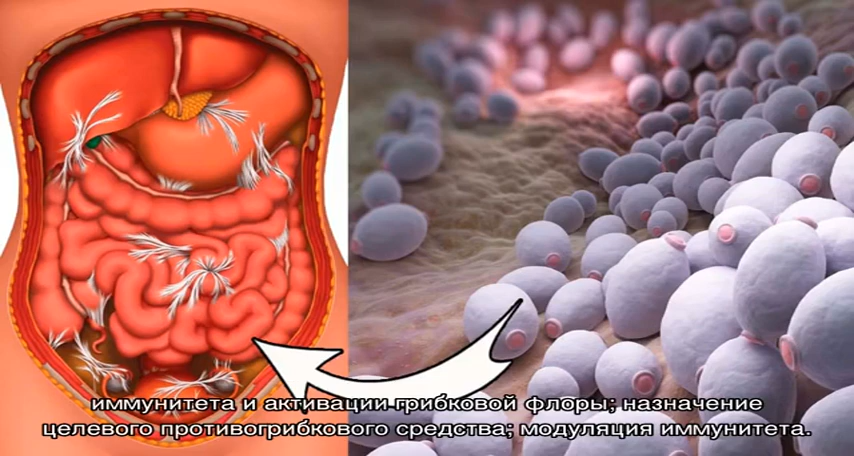 иммунитета и активации грибковой флоры; назначение
целевого противогрибкового средства; модуляция иммунитета.